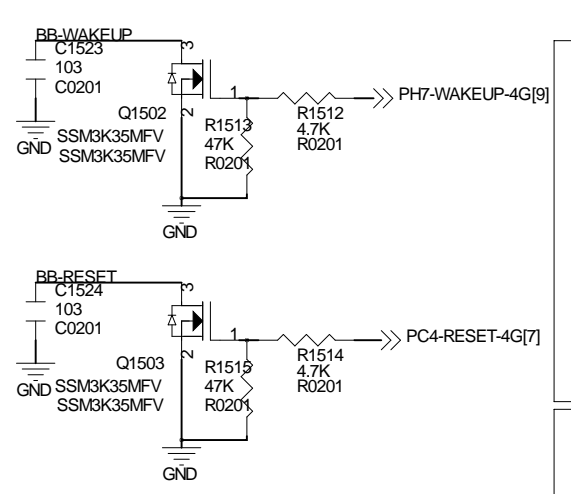 BB-WAKEUP
C1523
103
C0201
GND
3
1
2
Q1502
SSM3K35MFV
SSM3K35MFV
R1513
47K
R0201
R1512
4.7K
R0201
PH7-WAKEUP-4G[9]
GND
BB-RESET
C1524
103
C0201
GND
3
1
2
Q1503
SSM3K35MFV
SSM3K35MFV
R1515
47K
R0201
R1514
4.7K
R0201
PC4-RESET-4G[7]
GND